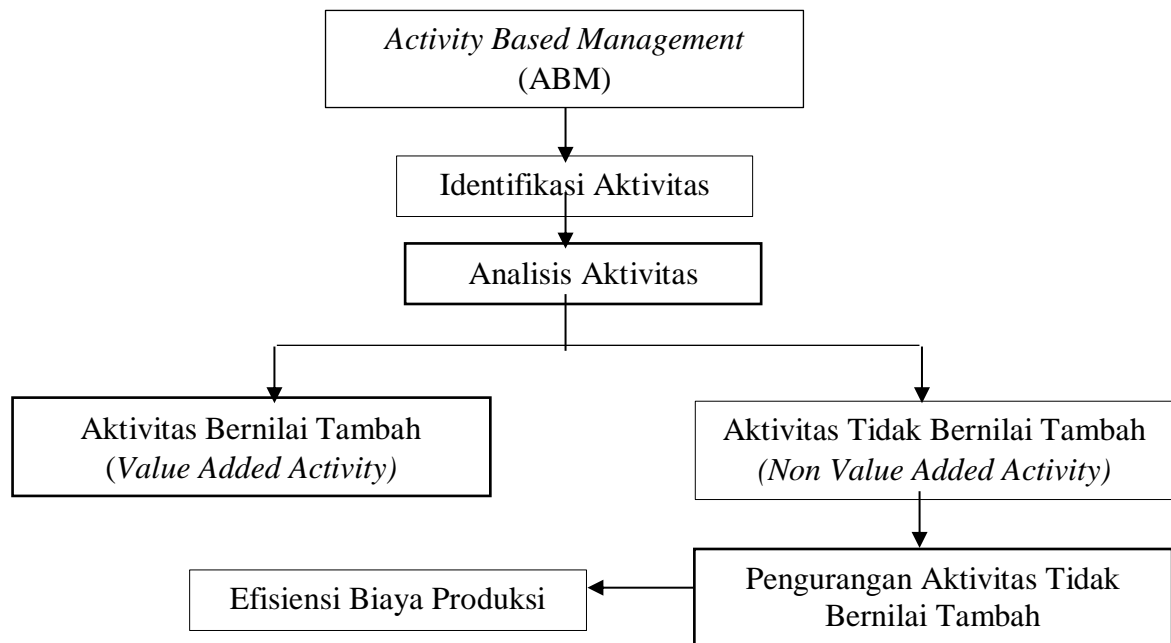 Activity Based Management
(ABM)
Identifikasi Aktivitas
Analisis Aktivitas
Aktivitas Bernilai Tambah
(Value Added Activity)
Aktivitas Tidak Bernilai Tambah
(Non Value Added Activity)
Pengurangan Aktivitas Tidak
Bernilai Tambah
Efisiensi Biaya Produksi